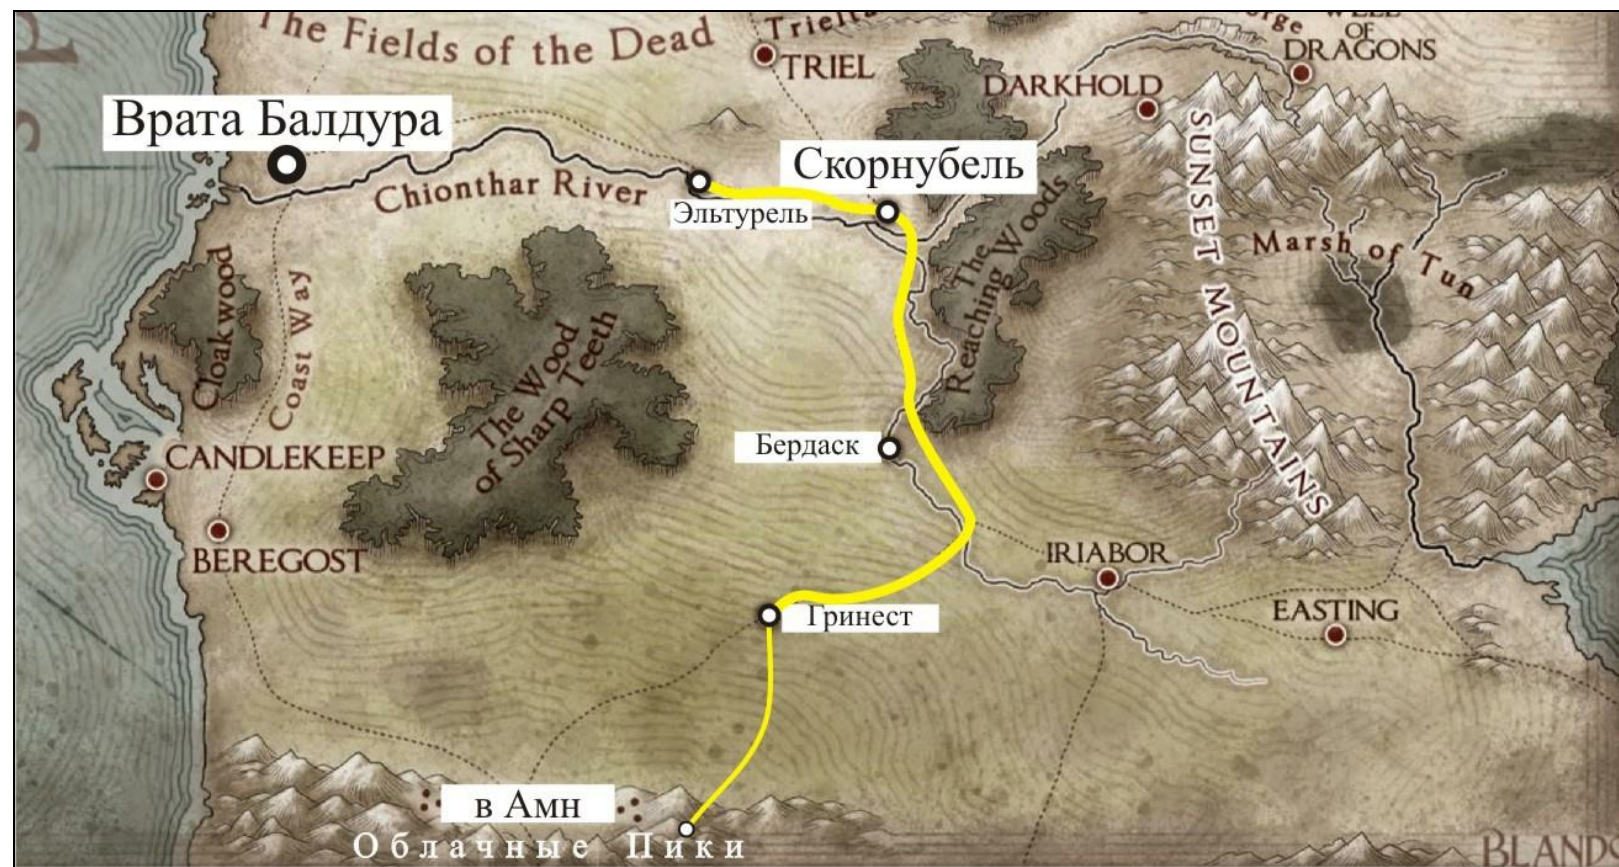 The Fields of the Dead
TRIEL
OF
DRAGONS
DARKHOLD
Врата Балдура
Скорнубель
Chionthar River
Эльтурель
SUNSET MOUNTAINS
Marsh of Tun
The
Reaching Woods
Cloakwood
Coast Way
The Wood
of Sharp Teeth
Бердаск
CANDLEKEEP
BEREGOST
IRIABOR
EASTING
Гринест
в Амн
Облачные Пики